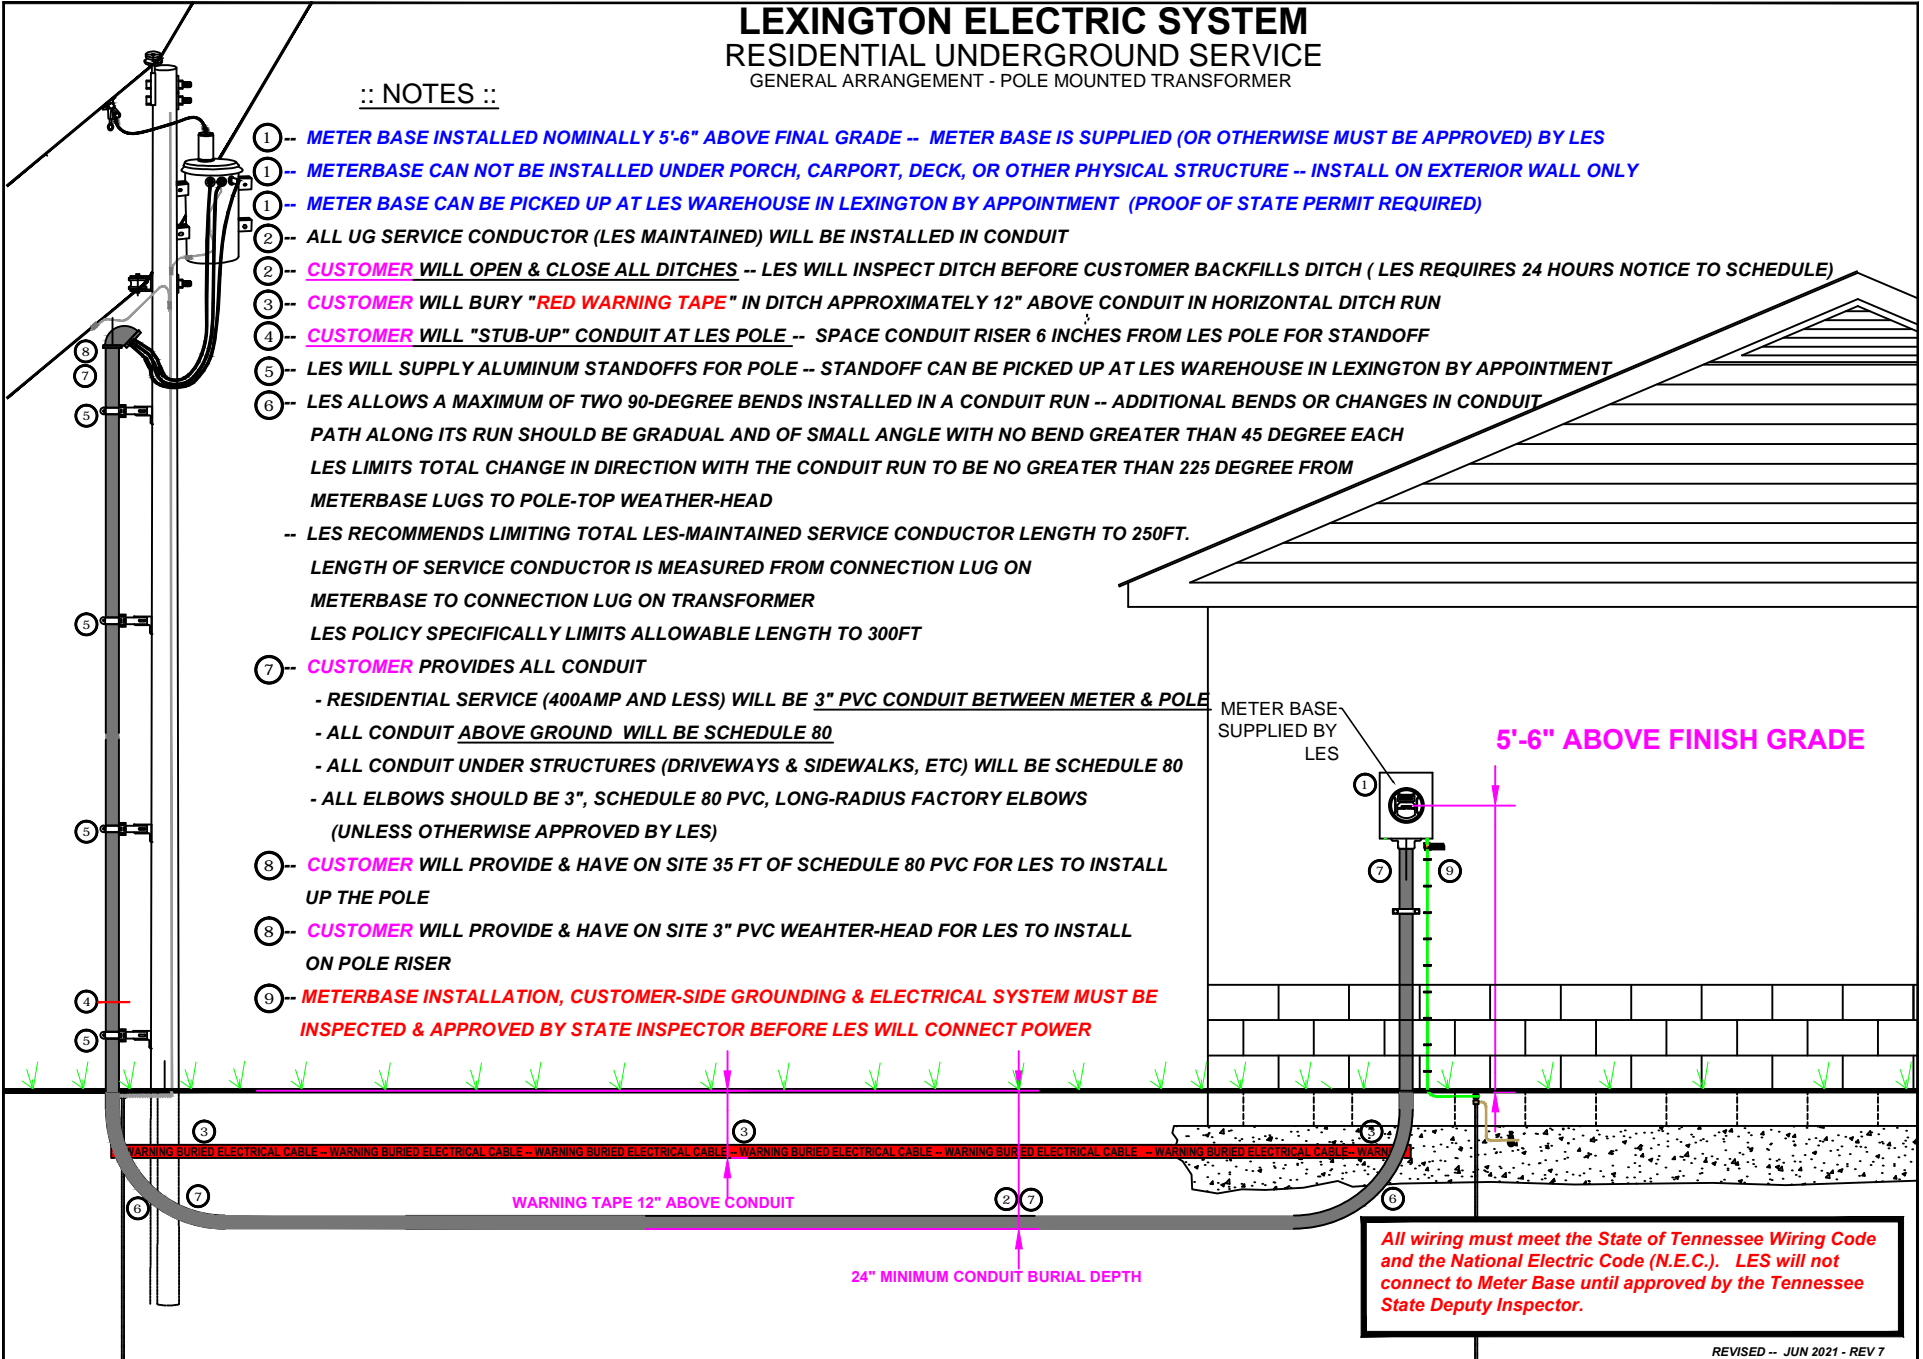 LEXINGTON ELECTRIC SYSTEM
RESIDENTIAL UNDERGROUND SERVICE
GENERAL ARRANGEMENT - POLE MOUNTED TRANSFORMER
:: NOTES ::
1 -- METER BASE INSTALLED NOMINALLY 5'-6" ABOVE FINAL GRADE -- METER BASE IS SUPPLIED (OR OTHERWISE MUST BE APPROVED) BY LES
1 -- METERBASE CAN NOT BE INSTALLED UNDER PORCH, CARPORT, DECK, OR OTHER PHYSICAL STRUCTURE -- INSTALL ON EXTERIOR WALL ONLY
1 -- METER BASE CAN BE PICKED UP AT LES WAREHOUSE IN LEXINGTON BY APPOINTMENT (PROOF OF STATE PERMIT REQUIRED)
2 -- ALL UG SERVICE CONDUCTOR (LES MAINTAINED) WILL BE INSTALLED IN CONDUIT
2 -- CUSTOMER WILL OPEN & CLOSE ALL DITCHES -- LES WILL INSPECT DITCH BEFORE CUSTOMER BACKFILLS DITCH ( LES REQUIRES 24 HOURS NOTICE TO SCHEDULE)
3 -- CUSTOMER WILL BURY "RED WARNING TAPE" IN DITCH APPROXIMATELY 12" ABOVE CONDUIT IN HORIZONTAL DITCH RUN
4 -- CUSTOMER WILL "STUB-UP" CONDUIT AT LES POLE -- SPACE CONDUIT RISER 6 INCHES FROM LES POLE FOR STANDOFF
5 -- LES WILL SUPPLY ALUMINUM STANDOFFS FOR POLE -- STANDOFF CAN BE PICKED UP AT LES WAREHOUSE IN LEXINGTON BY APPOINTMENT
6 -- LES ALLOWS A MAXIMUM OF TWO 90-DEGREE BENDS INSTALLED IN A CONDUIT RUN -- ADDITIONAL BENDS OR CHANGES IN CONDUIT
PATH ALONG ITS RUN SHOULD BE GRADUAL AND OF SMALL ANGLE WITH NO BEND GREATER THAN 45 DEGREE EACH
LES LIMITS TOTAL CHANGE IN DIRECTION WITH THE CONDUIT RUN TO BE NO GREATER THAN 225 DEGREE FROM
METERBASE LUGS TO POLE-TOP WEATHER-HEAD
-- LES RECOMMENDS LIMITING TOTAL LES-MAINTAINED SERVICE CONDUCTOR LENGTH TO 250FT.
LENGTH OF SERVICE CONDUCTOR IS MEASURED FROM CONNECTION LUG ON
METERBASE TO CONNECTION LUG ON TRANSFORMER
LES POLICY SPECIFICALLY LIMITS ALLOWABLE LENGTH TO 300FT
7 -- CUSTOMER PROVIDES ALL CONDUIT
- RESIDENTIAL SERVICE (400AMP AND LESS) WILL BE 3" PVC CONDUIT BETWEEN METER & POLE
- ALL CONDUIT ABOVE GROUND WILL BE SCHEDULE 80
- ALL CONDUIT UNDER STRUCTURES (DRIVEWAYS & SIDEWALKS, ETC) WILL BE SCHEDULE 80
- ALL ELBOWS SHOULD BE 3", SCHEDULE 80 PVC, LONG-RADIUS FACTORY ELBOWS
(UNLESS OTHERWISE APPROVED BY LES)
8 -- CUSTOMER WILL PROVIDE & HAVE ON SITE 35 FT OF SCHEDULE 80 PVC FOR LES TO INSTALL
UP THE POLE
8 -- CUSTOMER WILL PROVIDE & HAVE ON SITE 3" PVC WEAHTER-HEAD FOR LES TO INSTALL
ON POLE RISER
9 -- METERBASE INSTALLATION, CUSTOMER-SIDE GROUNDING & ELECTRICAL SYSTEM MUST BE
INSPECTED & APPROVED BY STATE INSPECTOR BEFORE LES WILL CONNECT POWER
8
7
5
5
5
4
5
METER BASE
SUPPLIED BY
LES
5'-6" ABOVE FINISH GRADE
1
7
9
3
3
3
WARNING BURIED ELECTRICAL CABLE -- WARNING BURIED ELECTRICAL CABLE -- WARNING BURIED ELECTRICAL CABLE -- WARNING BURIED ELECTRICAL CABLE -- WARNING BURIED ELECTRICAL CABLE -- WARNING BURIED ELECTRICAL CABLE -- WARN
6
7
WARNING TAPE 12" ABOVE CONDUIT
2
7
6
24" MINIMUM CONDUIT BURIAL DEPTH
All wiring must meet the State of Tennessee Wiring Code
and the National Electric Code (N.E.C.). LES will not
connect to Meter Base until approved by the Tennessee
State Deputy Inspector.
REVISED -- JUN 2021 - REV 7